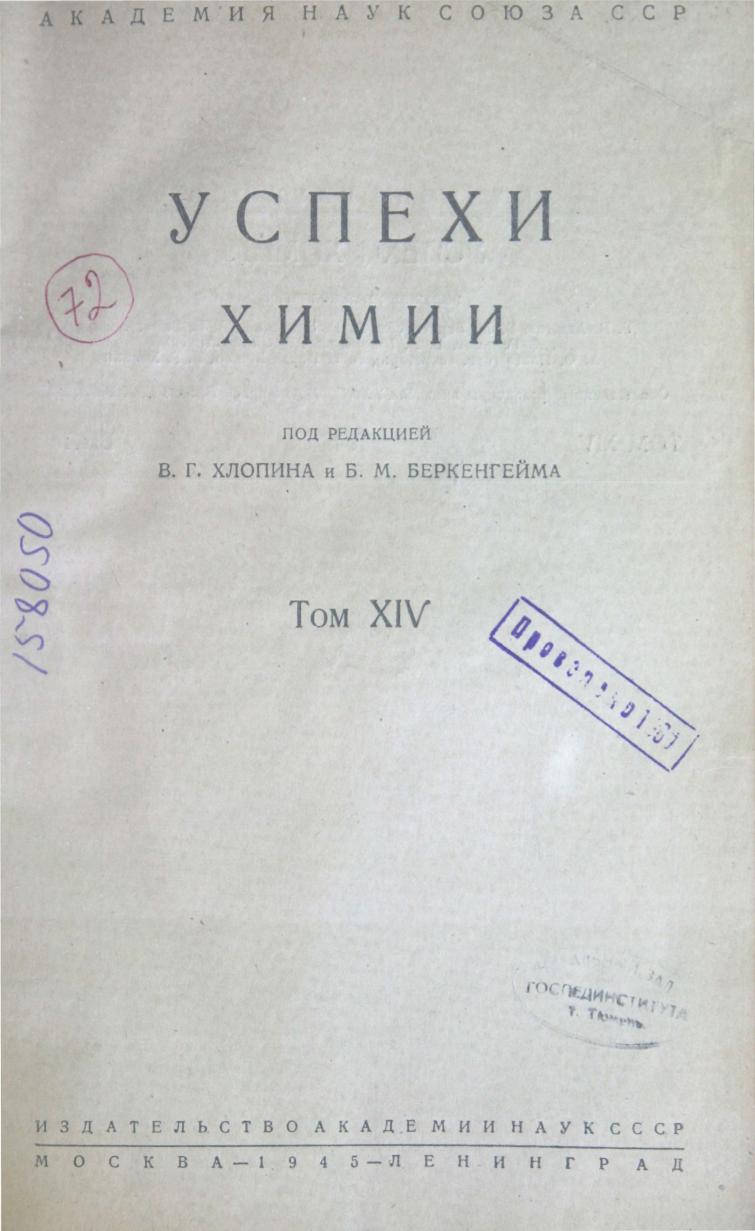 АКАДЕМИЯ НАУК СОЮЗА ССР
УСПЕХИ
72
ХИМИИ
ПОД РЕДАКЦИЕЙ
В. Г. ХЛОПИНА и Б. М. БЕРКЕНГЕЙМА
158050
Том XIV
ГОСПЕДИНСТИТУТА
ИЗДАТЕЛЬСТВО АКАДЕМИИ НАУК СССР
МОСКВА — 1945 — ЛЕНИНГРАД